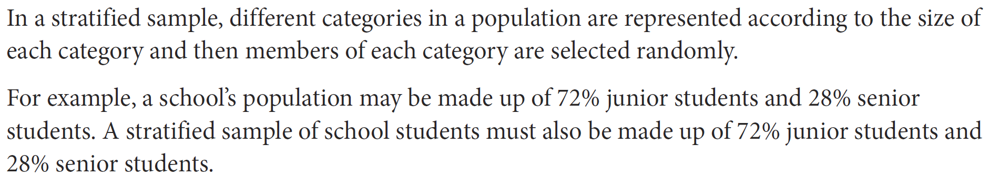 In a stratified sample, different categories in a population are represented according to the size of
each category and then members of each category are selected randomly.
For example, a school’s population may be made up of 72% junior students and 28% senior
students. A stratified sample of school students must also be made up of 72% junior students and
28% senior students.